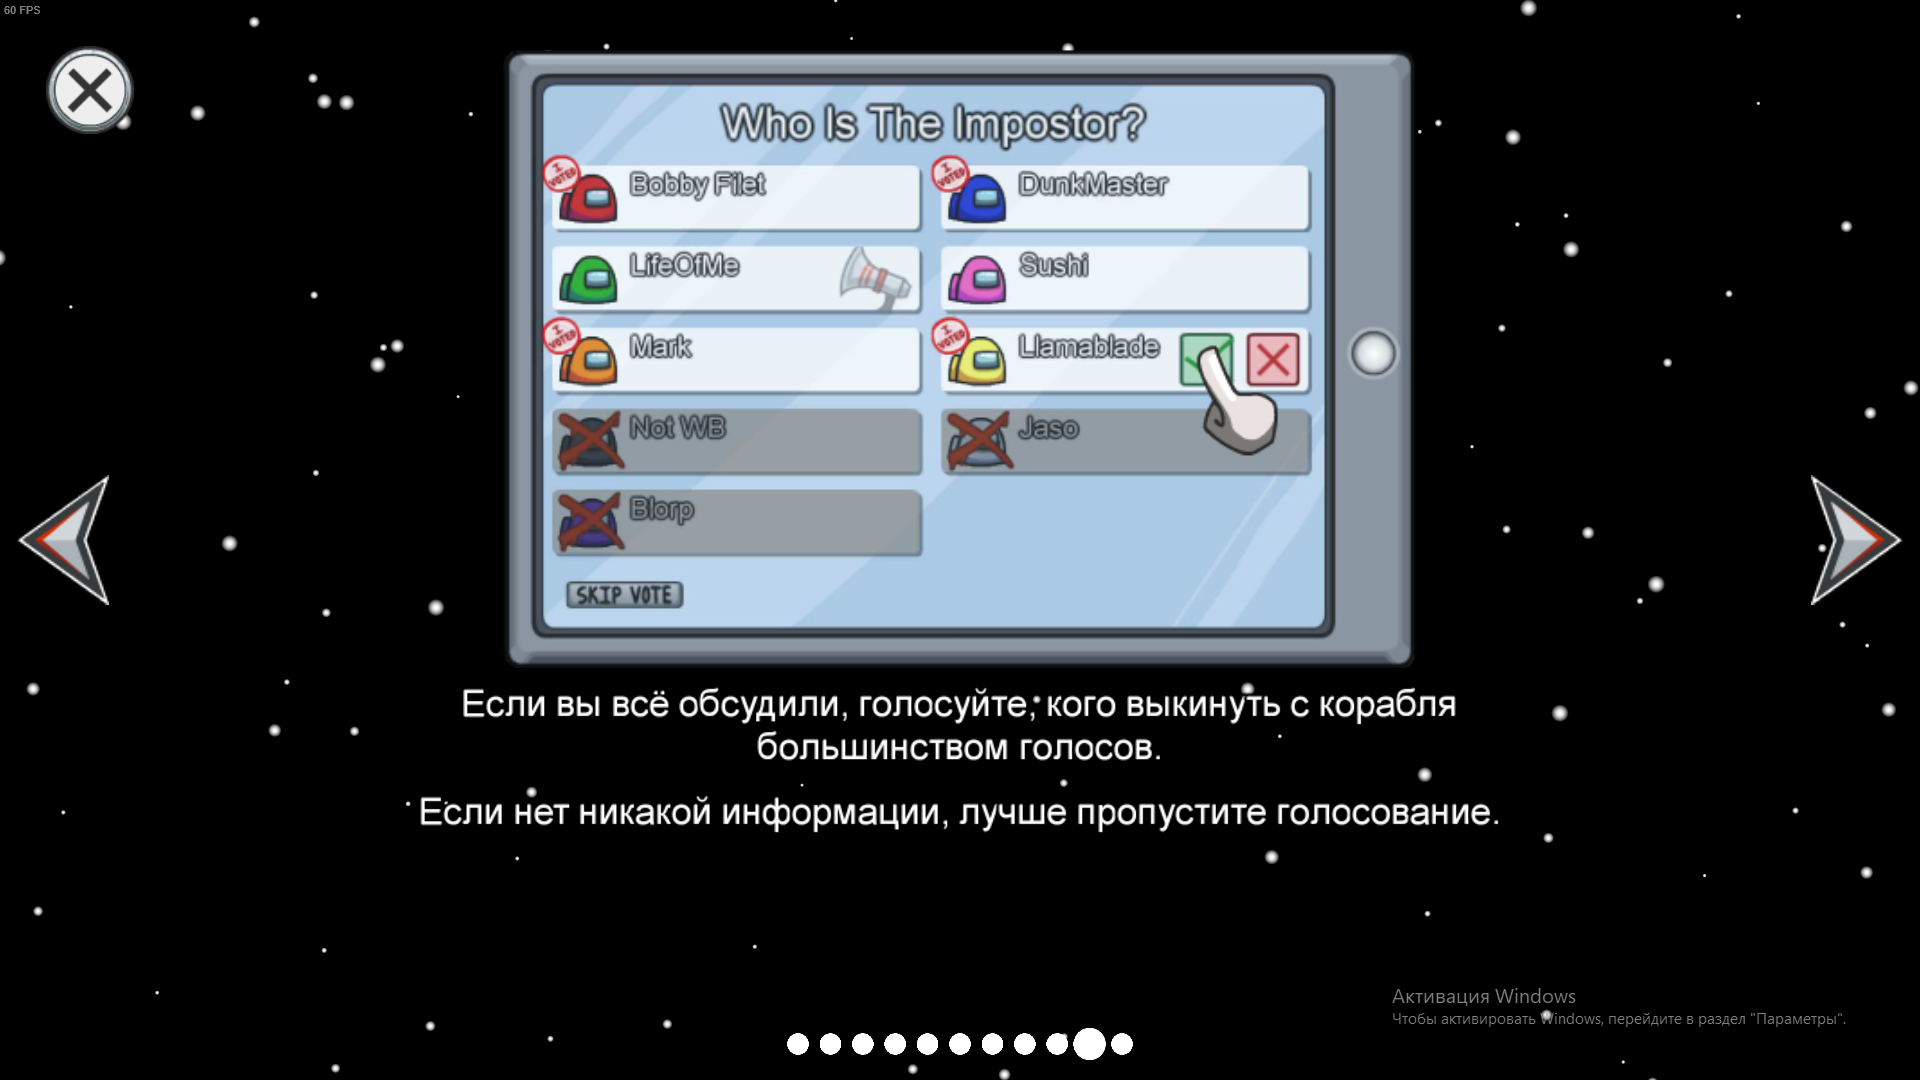 60 FPS
Who Is The Impostor?
I VOTED
Bobby Filet
I VOTED
DunkMaster
LifeOfMe
Sushi
I VOTED
Mark
I VOTED
Llamablade
Not WB
Jaso
Blorp
SKIP VOTE
Если вы всё обсудили, голосуйте, кого выкинуть с корабля
большинством голосов.
Если нет никакой информации, лучше пропустите голосование.
Активация Windows
Чтобы активировать Windows, перейдите в раздел "Параметры".